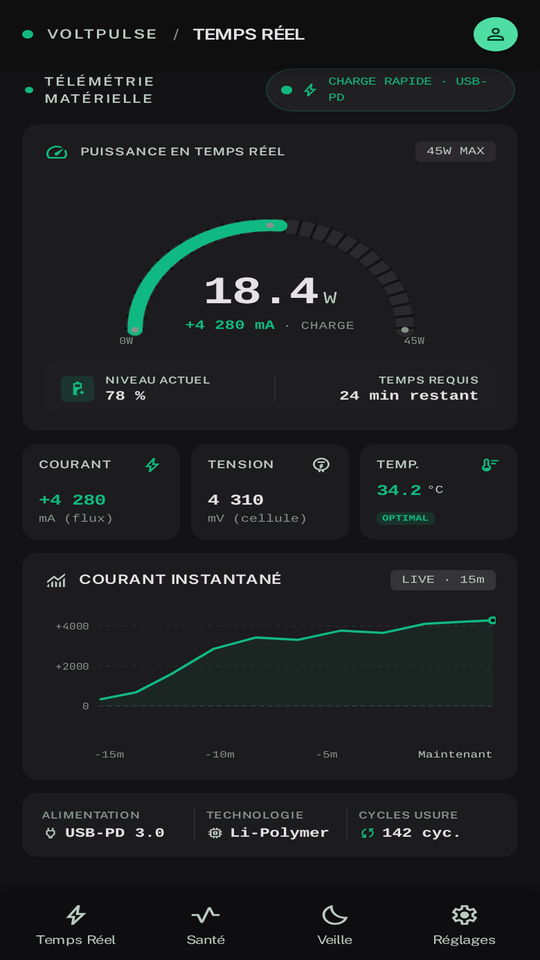 VOLTPULSE / TEMPS RÉEL
TÉLÉMÉTRIE
MATÉRIELLE
CHARGE RAPIDE · USB-
PD
PUISSANCE EN TEMPS RÉEL
45W MAX
18.4 W
+4 280 mA · CHARGE
0W
45W
NIVEAU ACTUEL
78 %
TEMPS REQUIS
24 min restant
COURANT
+4 280
mA (flux)
TENSION
4 310
mV (cellule)
TEMP.
34.2 °C
OPTIMAL
COURANT INSTANTANÉ
LIVE · 15m
+4000
+2000
0
-15m
-10m
-5m
Maintenant
ALIMENTATION
USB-PD 3.0
TECHNOLOGIE
Li-Polymer
CYCLES USURE
142 cyc.
Temps Réel
Santé
Veille
Réglages